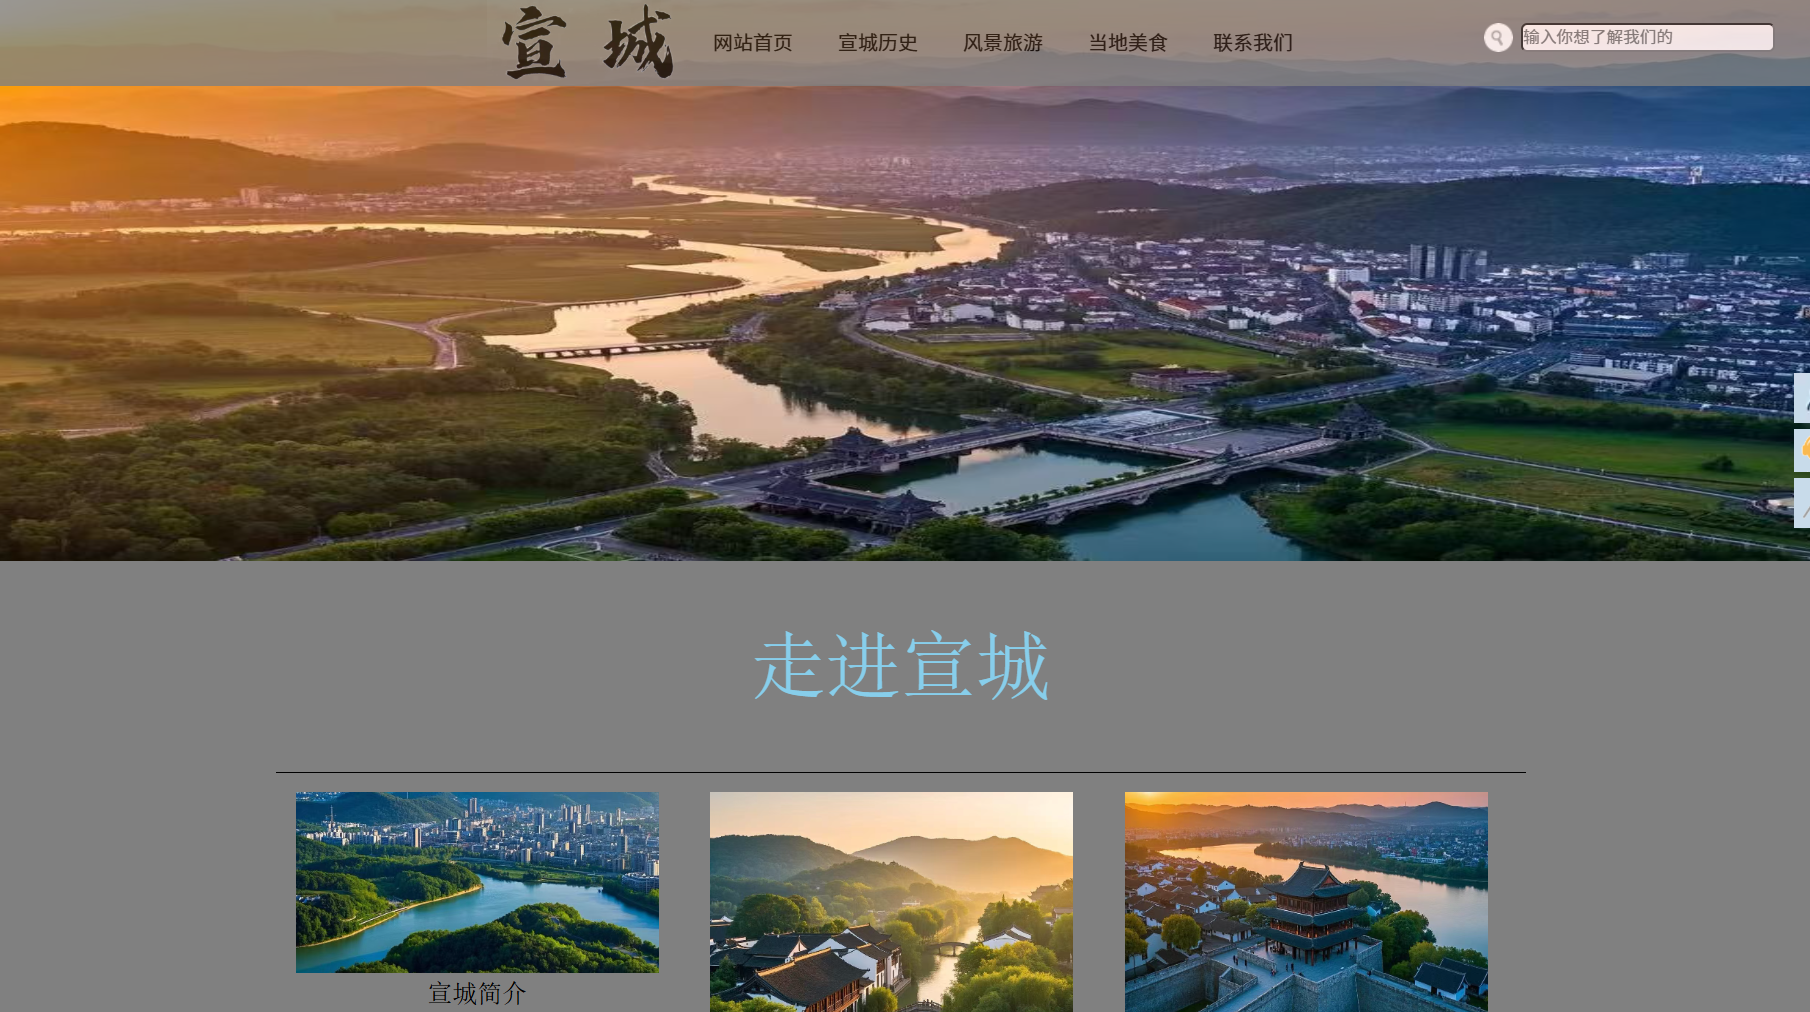 宣 城
网站首页 宣城历史 风景旅游 当地美食 联系我们
输入你想了解我们的
走进宣城
宣城简介